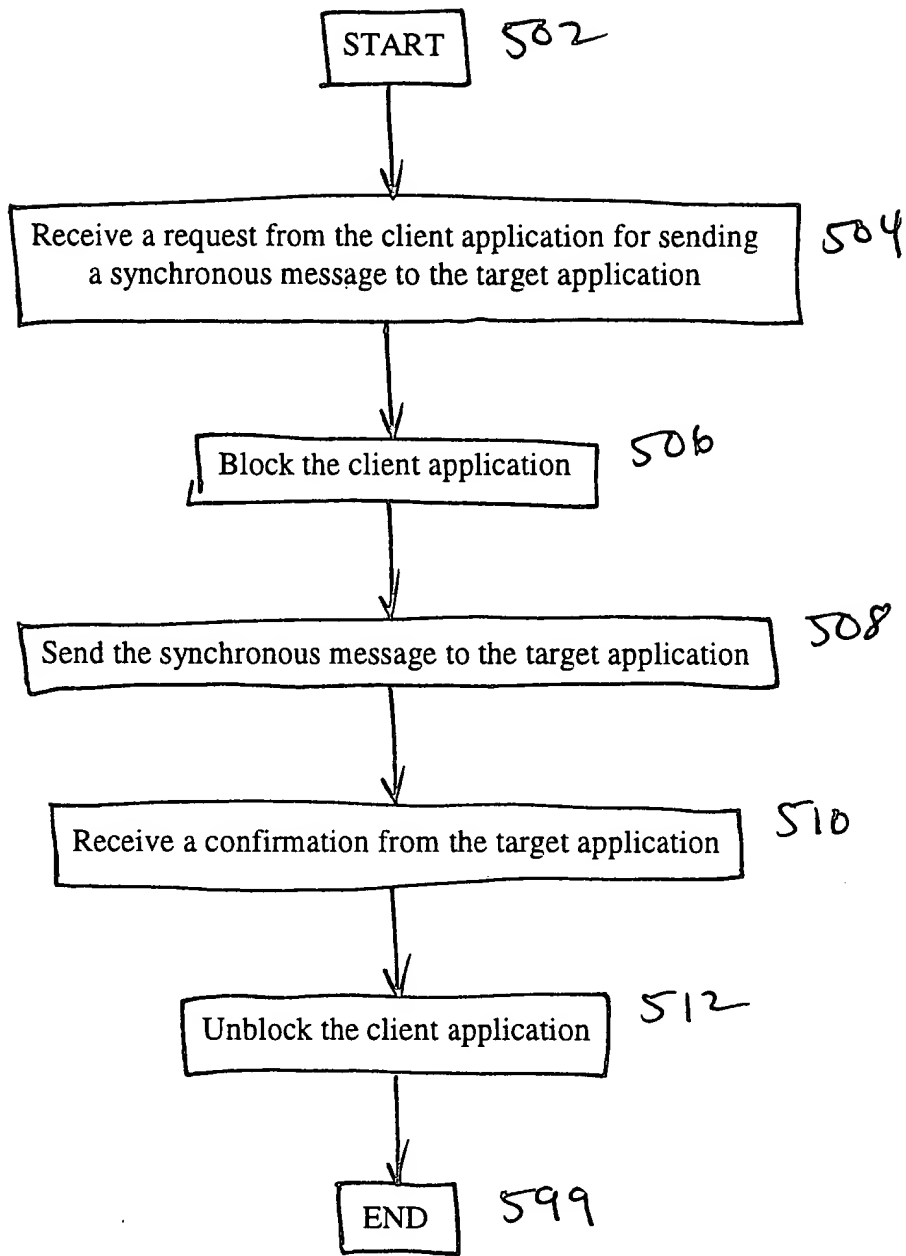 START 502
Receive a request from the client application for sending 504
a synchronous message to the target application
Block the client application 506
Send the synchronous message to the target application 508
Receive a confirmation from the target application 510
Unblock the client application 512
END 599